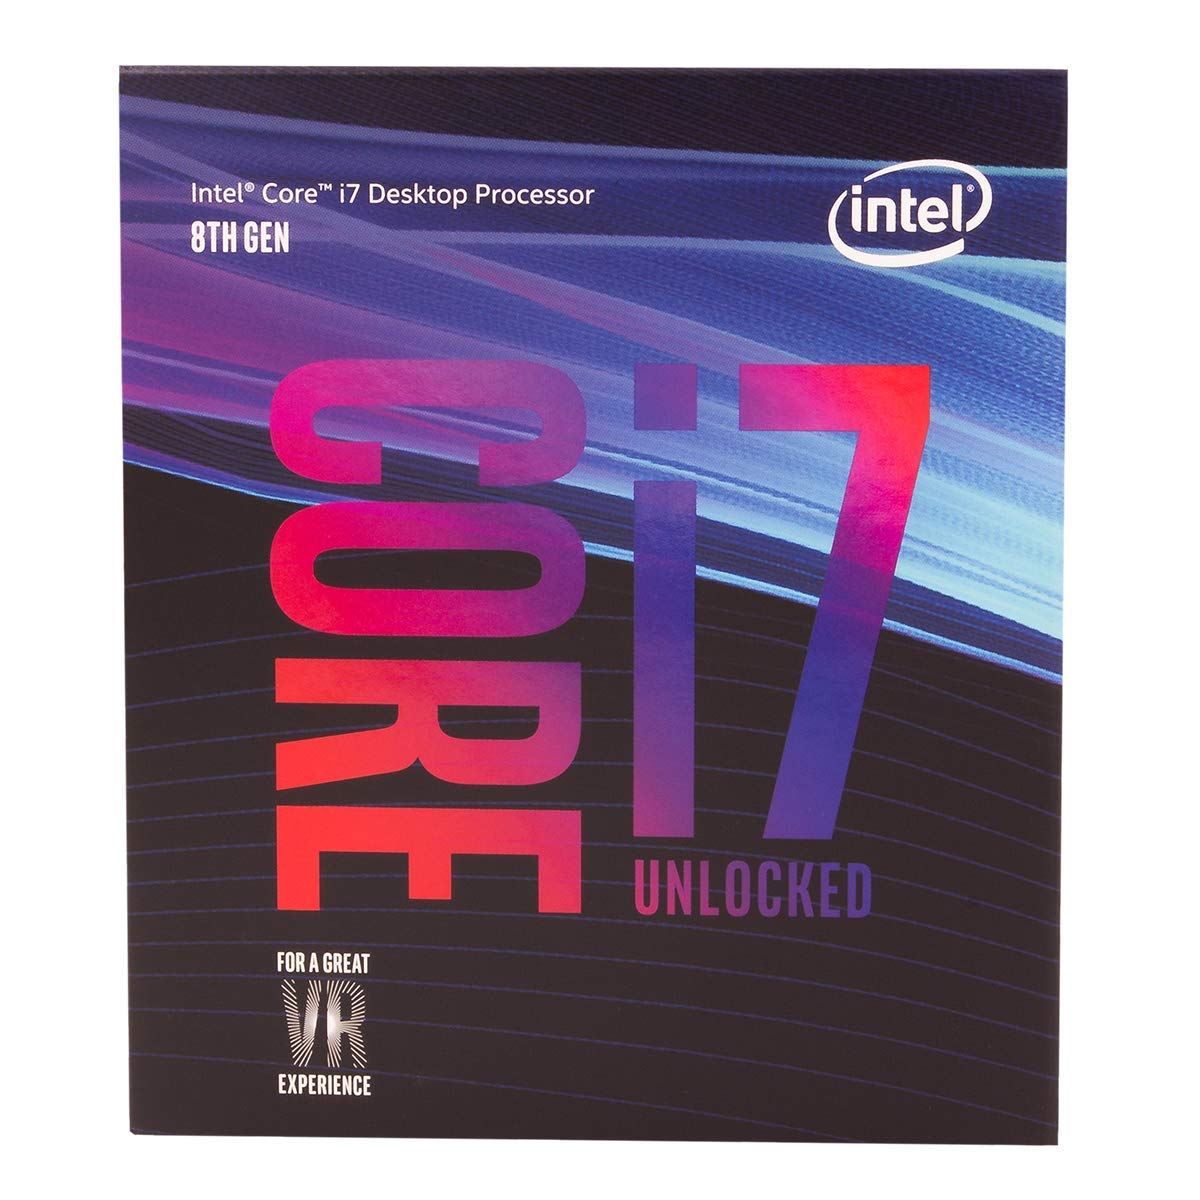 Intel® Core™ i7 Desktop Processor
8TH GEN
intel®
CORE
i7
UNLOCKED
FOR A GREAT
VR
EXPERIENCE